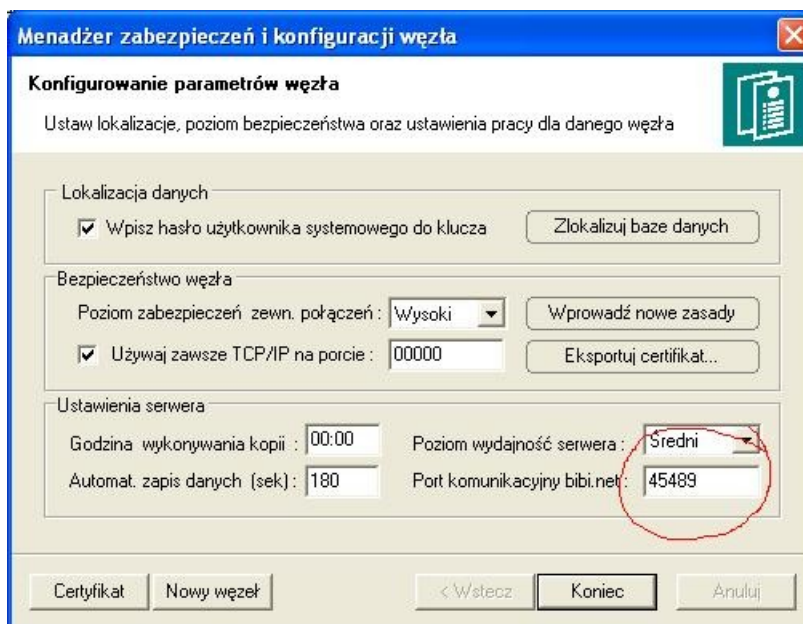 Menadżer zabezpieczeń i konfiguracji węzła
Konfigurowanie parametrów węzła
Ustaw lokalizacje, poziom bezpieczeństwa oraz ustawienia pracy dla danego węzła
Lokalizacja danych
Wpisz hasło użytkownika systemowego do klucza
Zlokalizuj baze danych
Bezpieczeństwo węzła
Poziom zabezpieczeń zewn. połączeń : Wysoki
Wprowadź nowe zasady
Używaj zawsze TCP/IP na porcie : 00000
Eksportuj certifikat...
Ustawienia serwera
Godzina wykonywania kopii : 00:00
Poziom wydajność serwera : Średni
Automat. zapis danych (sek) : 180
Port komunikacyjny bibi.net : 45489
Certyfikat
Nowy węzeł
< Wstecz
Koniec
Anuluj